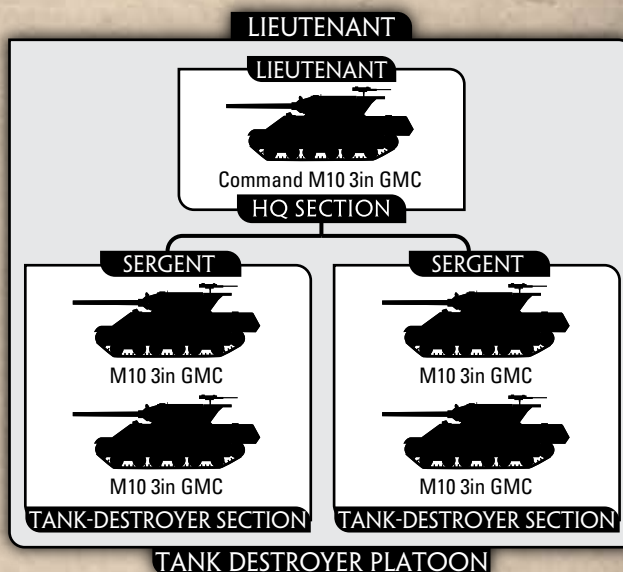 LIEUTENANT
LIEUTENANT
Command M10 3in GMC
HQ SECTION
SERGENT
M10 3in GMC
M10 3in GMC
TANK-DESTROYER SECTION
SERGENT
M10 3in GMC
M10 3in GMC
TANK-DESTROYER SECTION
TANK DESTROYER PLATOON